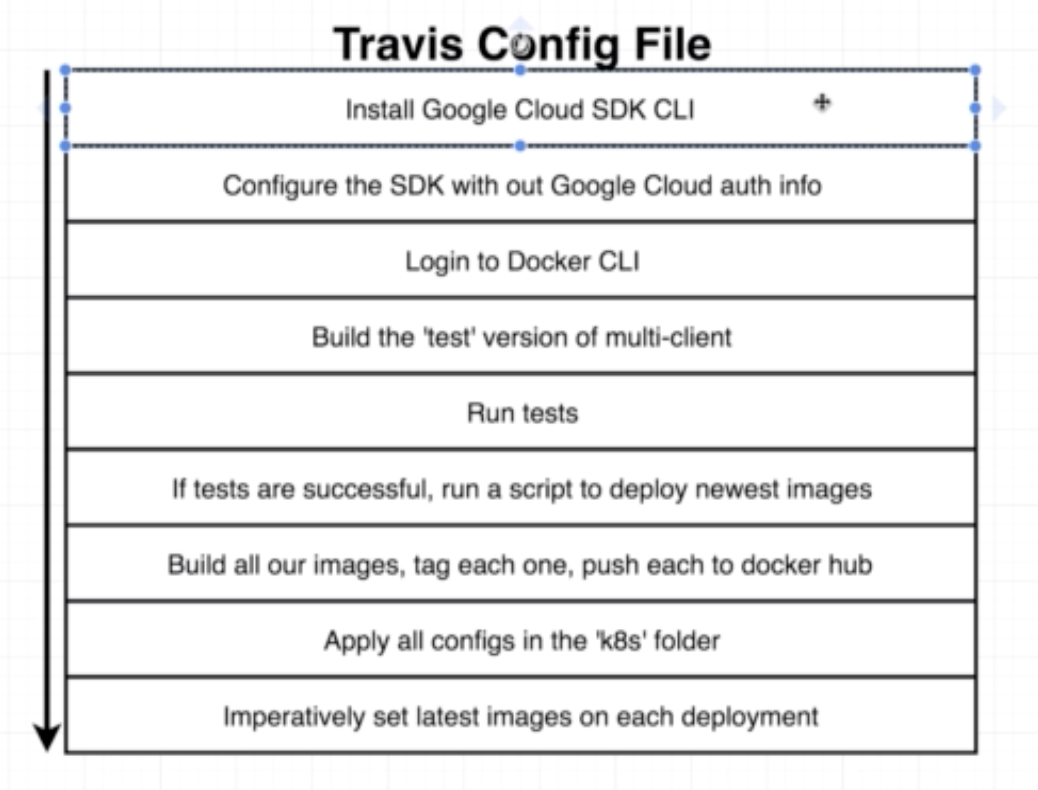 Travis Config File
Install Google Cloud SDK CLI
Configure the SDK with out Google Cloud auth info
Login to Docker CLI
Build the 'test' version of multi-client
Run tests
If tests are successful, run a script to deploy newest images
Build all our images, tag each one, push each to docker hub
Apply all configs in the 'k8s' folder
Imperatively set latest images on each deployment